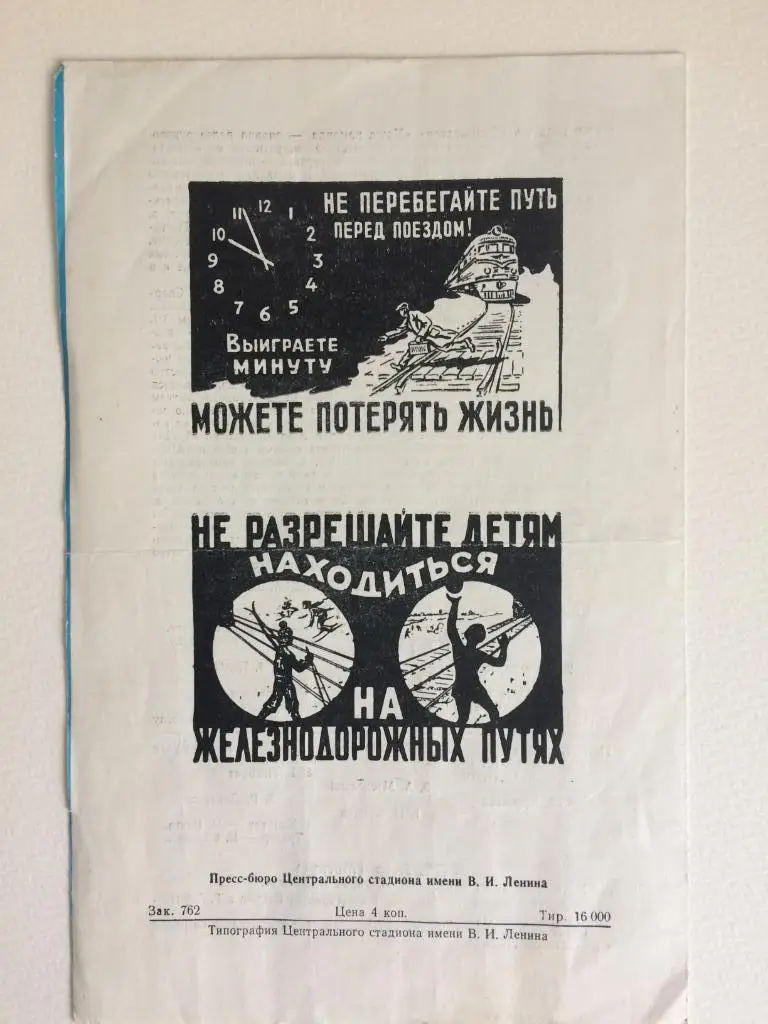 НЕ ПЕРЕБЕГАЙТЕ ПУТЬ
ПЕРЕД ПОЕЗДОМ!
12
11 1
10 2
9 3
8 4
7 6 5
ВЫИГРАЕТЕ
МИНУТУ
МОЖЕТЕ ПОТЕРЯТЬ ЖИЗНЬ
НЕ РАЗРЕШАЙТЕ ДЕТЯМ
НАХОДИТЬСЯ
НА
ЖЕЛЕЗНОДОРОЖНЫХ ПУТЯХ
Пресс-бюро Центрального стадиона имени В. И. Ленина
Зак. 762 Цена 4 коп. Тир. 16 000
Типография Центрального стадиона имени В. И. Ленина